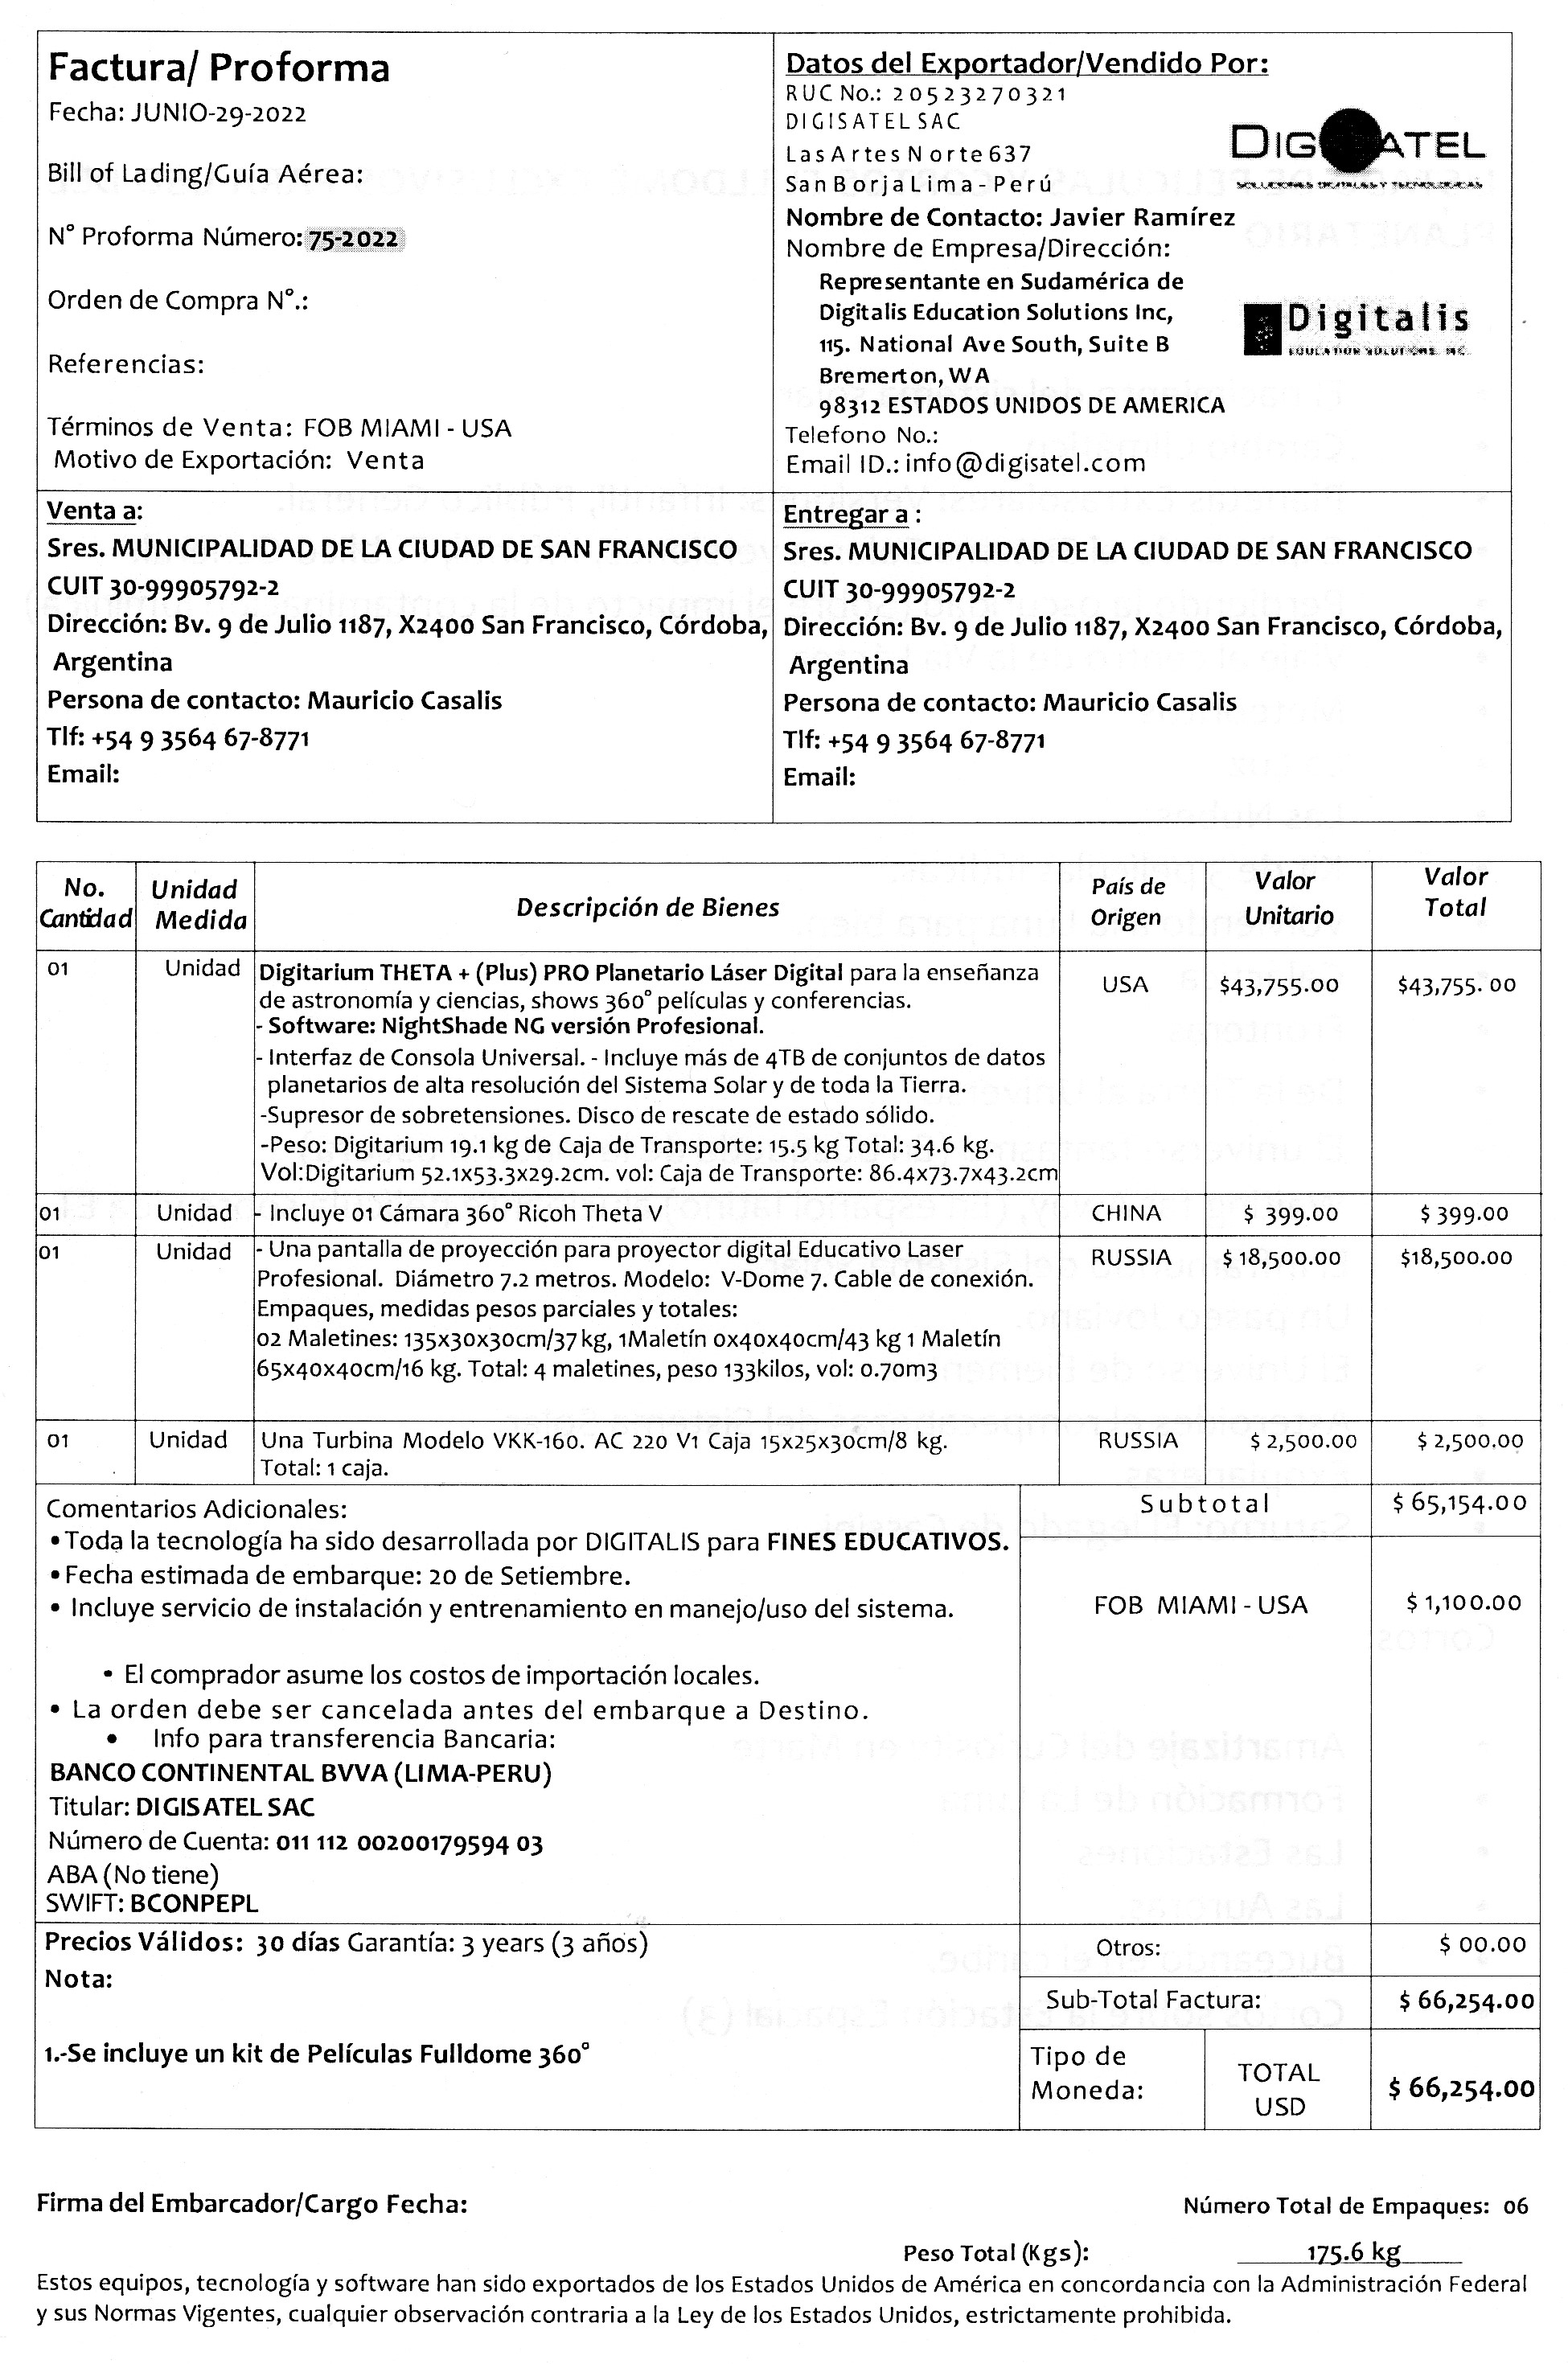 Factura/ Proforma
Fecha: JUNIO-29-2022
Bill of Lading/Guía Aérea:
N° Proforma Número: 75-2022
Orden de Compra N°.:
Referencias:
Términos de Venta: FOB MIAMI - USA
Motivo de Exportación: Venta
Datos del Exportador/Vendido Por:
RUC No.: 20523270321
DIGISATEL SAC
Las Artes Norte 637
San Borja Lima - Perú
DIGISATEL
SOLUCIONES DIGITALES Y TECNOLOGICAS
Nombre de Contacto: Javier Ramírez
Nombre de Empresa/Dirección:
Representante en Sudamérica de
Digitalis Education Solutions Inc,
115. National Ave South, Suite B
Bremerton, WA
98312 ESTADOS UNIDOS DE AMERICA
Digitalis
EDUCATION SOLUTIONS, INC.
Telefono No.:
Email ID.: info@digisatel.com
Venta a:
Sres. MUNICIPALIDAD DE LA CIUDAD DE SAN FRANCISCO
CUIT 30-99905792-2
Dirección: Bv. 9 de Julio 1187, X2400 San Francisco, Córdoba,
Argentina
Persona de contacto: Mauricio Casalis
Tlf: +54 9 3564 67-8771
Email:
Entregar a :
Sres. MUNICIPALIDAD DE LA CIUDAD DE SAN FRANCISCO
CUIT 30-99905792-2
Dirección: Bv. 9 de Julio 1187, X2400 San Francisco, Córdoba,
Argentina
Persona de contacto: Mauricio Casalis
Tlf: +54 9 3564 67-8771
Email:
No. Cantidad Unidad Medida Descripción de Bienes País de Origen Valor Unitario Valor Total
01 Unidad Digitarium THETA + (Plus) PRO Planetario Láser Digital para la enseñanza USA $43,755.00 $43,755. 00
de astronomía y ciencias, shows 360° películas y conferencias.
- Software: NightShade NG versión Profesional.
- Interfaz de Consola Universal. - Incluye más de 4TB de conjuntos de datos
planetarios de alta resolución del Sistema Solar y de toda la Tierra.
-Supresor de sobretensiones. Disco de rescate de estado sólido.
-Peso: Digitarium 19.1 kg de Caja de Transporte: 15.5 kg Total: 34.6 kg.
Vol:Digitarium 52.1x53.3x29.2cm. vol: Caja de Transporte: 86.4x73.7x43.2cm
01 Unidad - Incluye 01 Cámara 360° Ricoh Theta V CHINA $ 399.00 $ 399.00
01 Unidad - Una pantalla de proyección para proyector digital Educativo Laser RUSSIA $ 18,500.00 $18,500.00
Profesional. Diámetro 7.2 metros. Modelo: V-Dome 7. Cable de conexión.
Empaques, medidas pesos parciales y totales:
02 Maletines: 135x30x30cm/37 kg, 1Maletín 0x40x40cm/43 kg 1 Maletín
65x40x40cm/16 kg. Total: 4 maletines, peso 133kilos, vol: 0.70m3
01 Unidad Una Turbina Modelo VKK-160. AC 220 V1 Caja 15x25x30cm/8 kg. RUSSIA $ 2,500.00 $ 2,500.00
Total: 1 caja.
Comentarios Adicionales:
• Toda la tecnología ha sido desarrollada por DIGITALIS para FINES EDUCATIVOS.
• Fecha estimada de embarque: 20 de Setiembre.
• Incluye servicio de instalación y entrenamiento en manejo/uso del sistema.
• El comprador asume los costos de importación locales.
• La orden debe ser cancelada antes del embarque a Destino.
• Info para transferencia Bancaria:
BANCO CONTINENTAL BVVA (LIMA-PERU)
Titular: DIGISATEL SAC
Número de Cuenta: 011 112 00200179594 03
ABA (No tiene)
SWIFT: BCONPEPL
Subtotal $ 65,154.00
FOB MIAMI - USA $ 1,100.00
Precios Válidos: 30 días Garantía: 3 years (3 años)
Nota:
1.-Se incluye un kit de Películas Fulldome 360°
Otros: $ 00.00
Sub-Total Factura: $ 66,254.00
Tipo de Moneda: TOTAL USD $ 66,254.00
Firma del Embarcador/Cargo Fecha:
Número Total de Empaques: 06
Peso Total (Kgs): 175.6 kg
Estos equipos, tecnología y software han sido exportados de los Estados Unidos de América en concordancia con la Administración Federal
y sus Normas Vigentes, cualquier observación contraria a la Ley de los Estados Unidos, estrictamente prohibida.